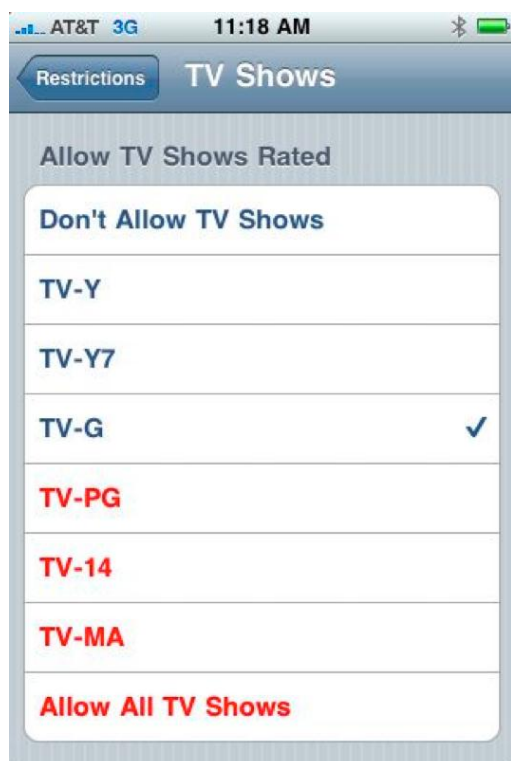 AT&T 3G 11:18 AM
Restrictions TV Shows
Allow TV Shows Rated
Don't Allow TV Shows
TV-Y
TV-Y7
TV-G
TV-PG
TV-14
TV-MA
Allow All TV Shows